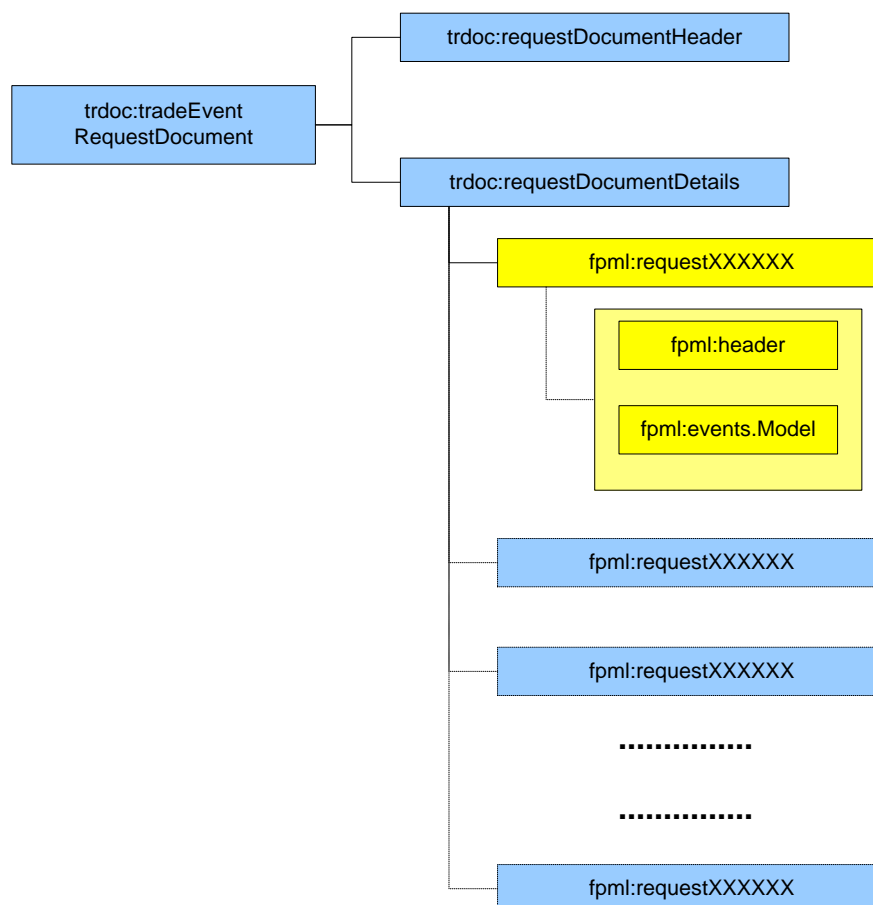 trdoc:requestDocumentHeader
trdoc:tradeEvent
RequestDocument
trdoc:requestDocumentDetails
fpml:requestXXXXXX
fpml:header
fpml:events.Model
fpml:requestXXXXXX
fpml:requestXXXXXX
...............
...............
fpml:requestXXXXXX